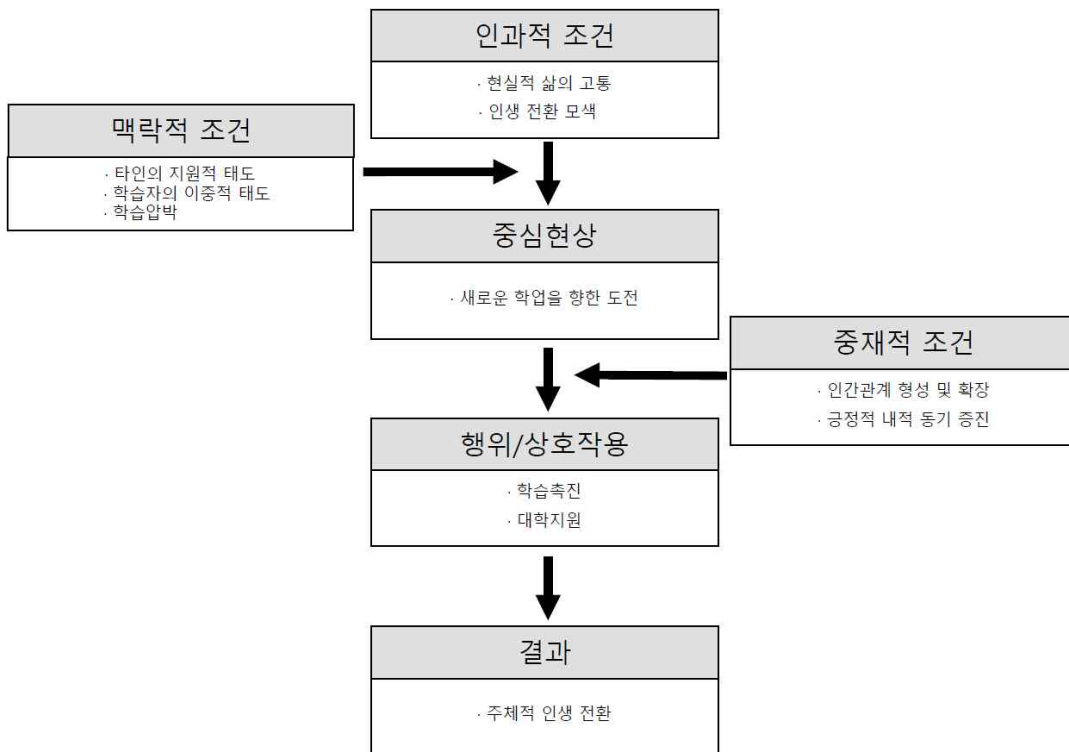 인과적 조건
· 현실적 삶의 고통
· 인생 전환 모색
맥락적 조건
· 타인의 지원적 태도
· 학습자의 이중적 태도
· 학습압박
중심현상
· 새로운 학업을 향한 도전
중재적 조건
· 인간관계 형성 및 확장
· 긍정적 내적 동기 증진
행위/상호작용
· 학습촉진
· 대학지원
결과
· 주체적 인생 전환